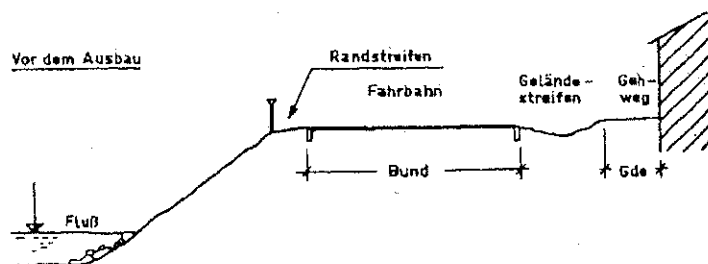 Vor dem Ausbau
Randstreifen
Fahrbahn
Gelände-
streifen
Geh-
weg
Bund
Gde
Fluß